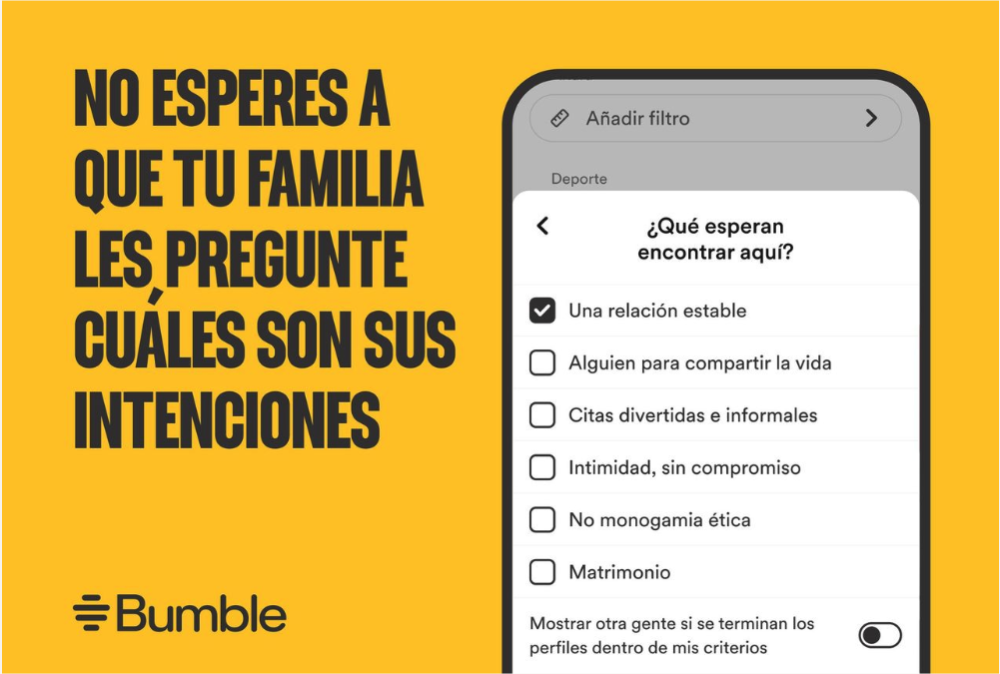 NO ESPERES A
QUE TU FAMILIA
LES PREGUNTE
CUÁLES SON SUS
INTENCIONES
Bumble
Añadir filtro
Deporte
¿Qué esperan
encontrar aquí?
Una relación estable
Alguien para compartir la vida
Citas divertidas e informales
Intimidad, sin compromiso
No monogamia ética
Matrimonio
Mostrar otra gente si se terminan los
perfiles dentro de mis criterios